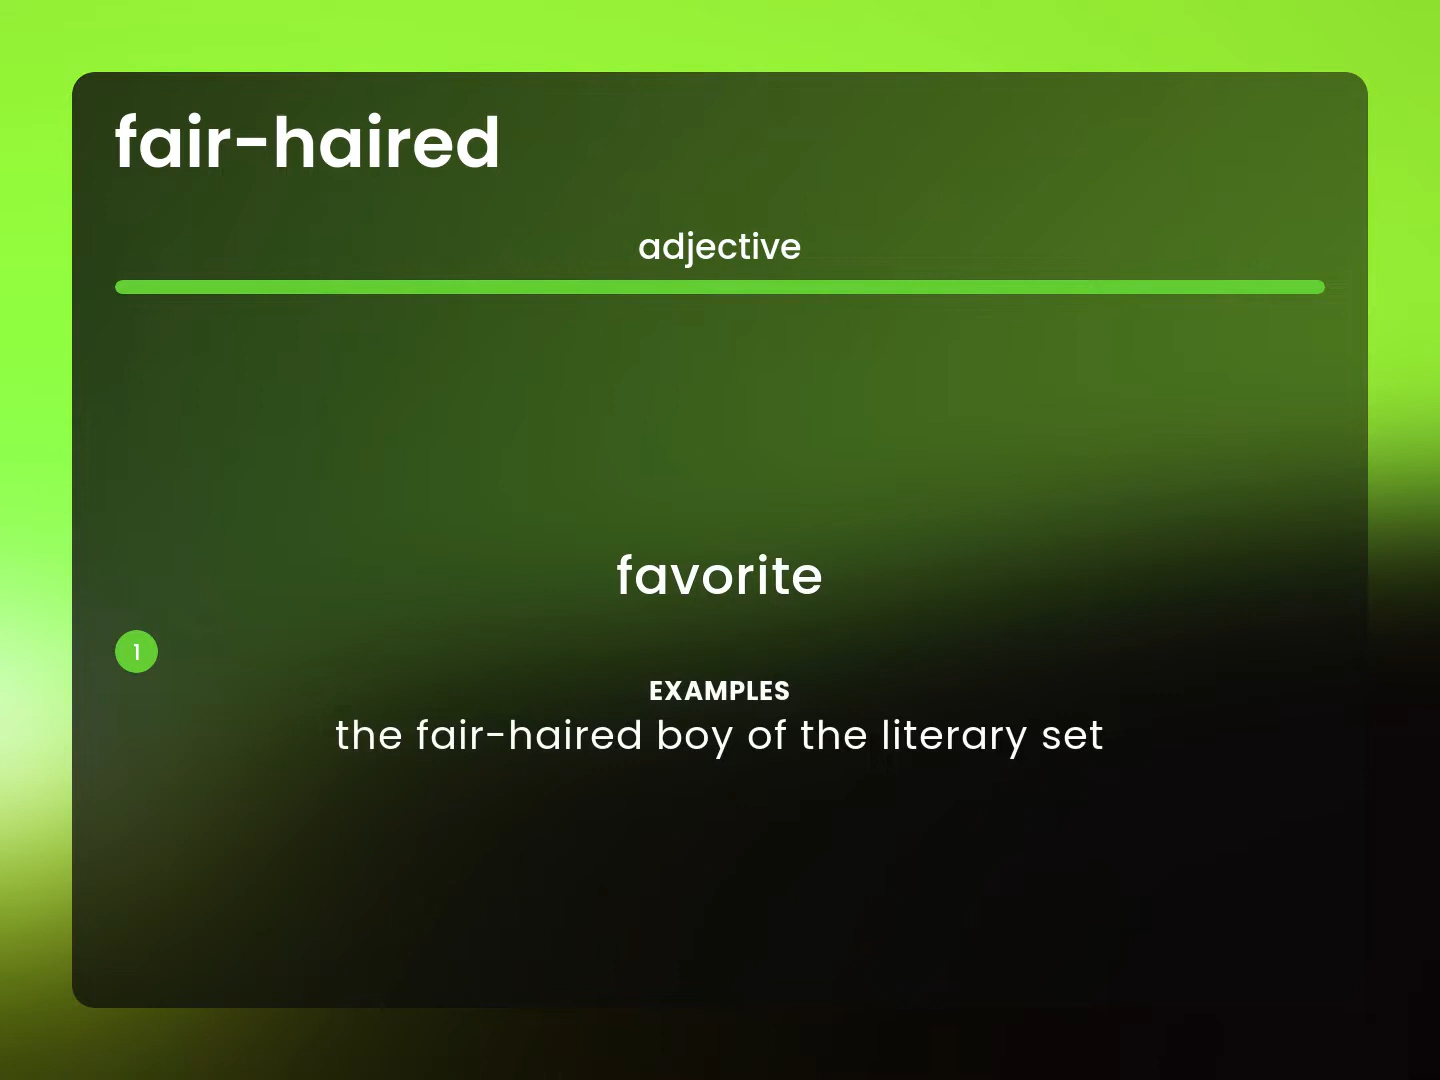 fair-haired
adjective
favorite
1
EXAMPLES
the fair-haired boy of the literary set